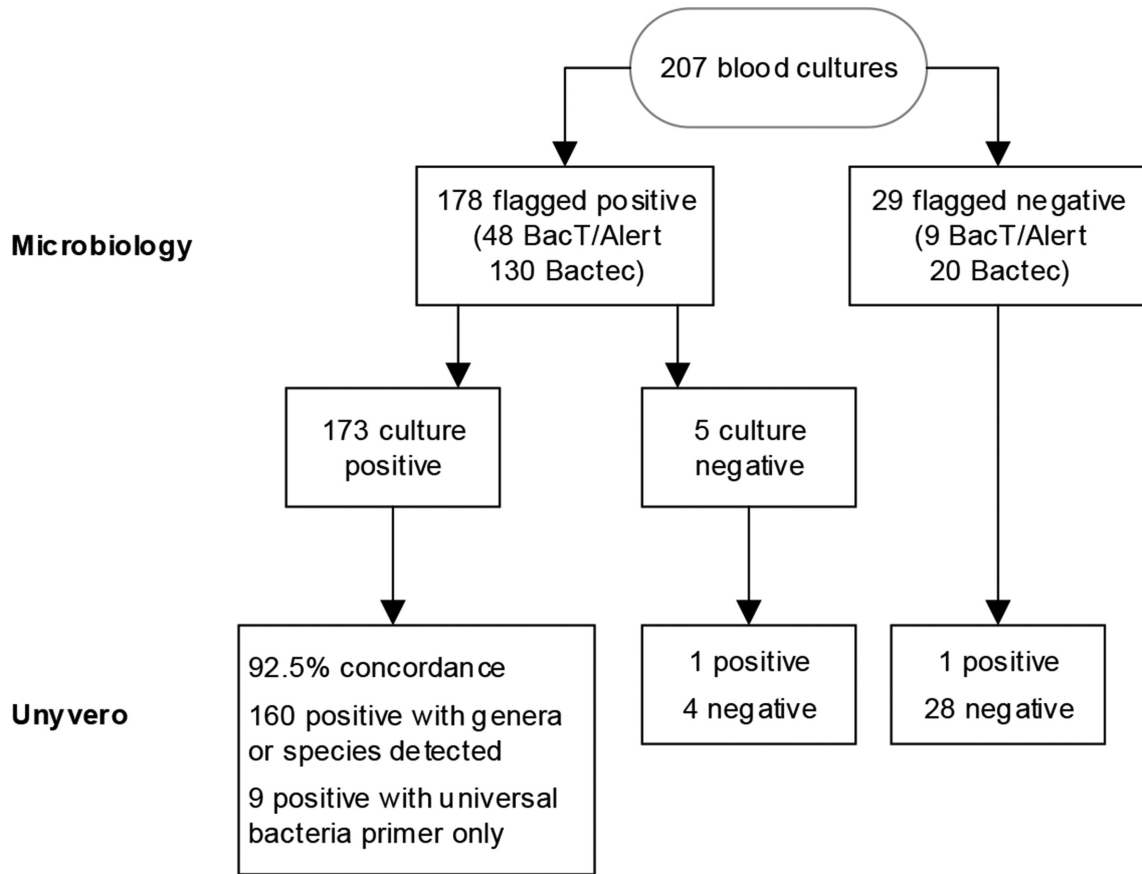 207 blood cultures
Microbiology
178 flagged positive
(48 BacT/Alert
130 Bactec)
29 flagged negative
(9 BacT/Alert
20 Bactec)
173 culture
positive
5 culture
negative
Unyvero
92.5% concordance
160 positive with genera
or species detected
9 positive with universal
bacteria primer only
1 positive
4 negative
1 positive
28 negative